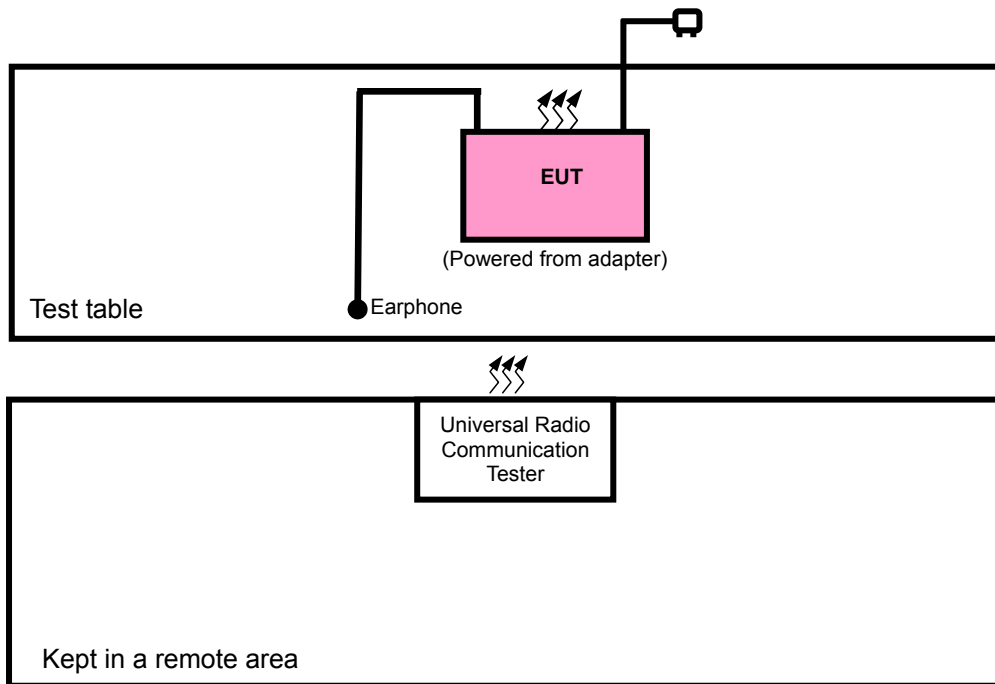 EUT
(Powered from adapter)
Earphone
Test table
Universal Radio
Communication
Tester
Kept in a remote area